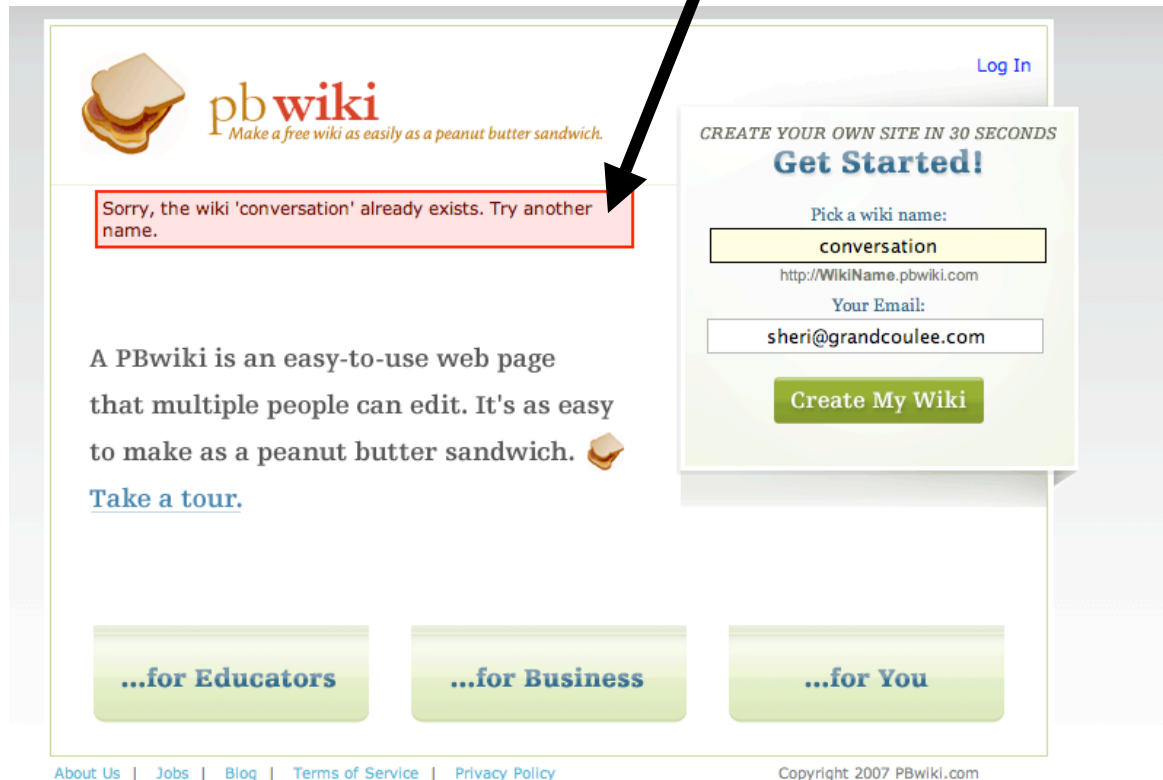 Log In
pbwiki
Make a free wiki as easily as a peanut butter sandwich.
CREATE YOUR OWN SITE IN 30 SECONDS
Get Started!
Sorry, the wiki 'conversation' already exists. Try another
name.
Pick a wiki name:
conversation
http://WikiName.pbwiki.com
Your Email:
sheri@grandcoulee.com
Create My Wiki
A PBwiki is an easy-to-use web page
that multiple people can edit. It's as easy
to make as a peanut butter sandwich.
Take a tour.
...for Educators
...for Business
...for You
About Us | Jobs | Blog | Terms of Service | Privacy Policy
Copyright 2007 PBwiki.com